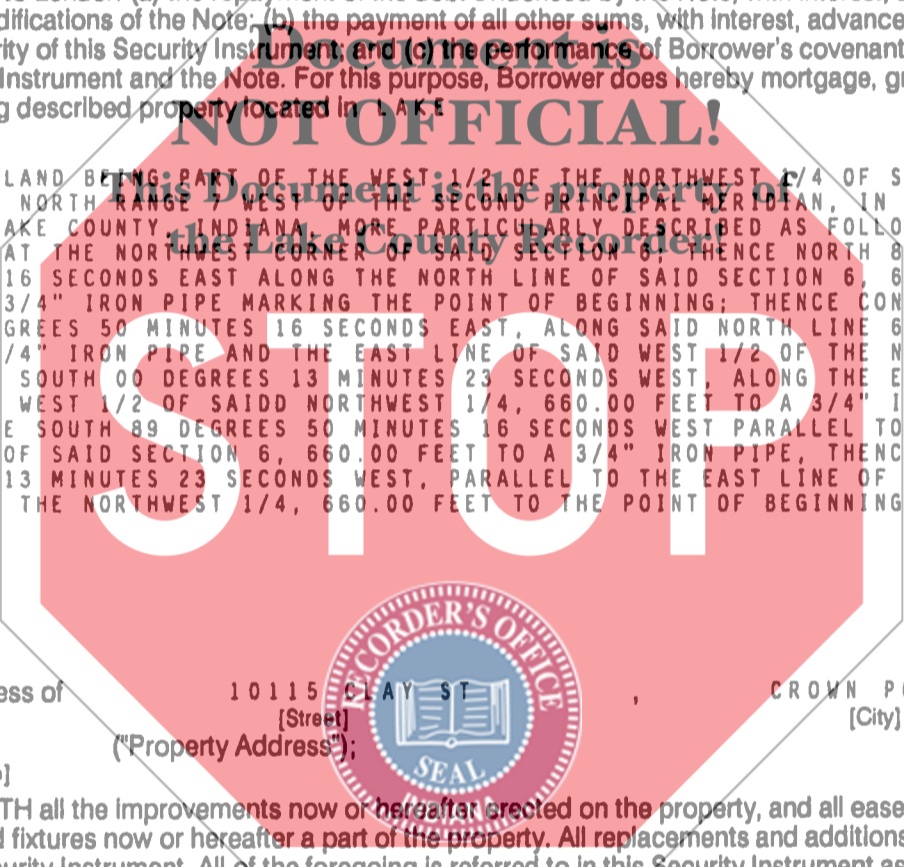 difications of the Note; (b) the payment of all other sums, with interest, advance
rity of this Security Instrument; and (c) the performance of Borrower's covenant
Instrument and the Note. For this purpose, Borrower does hereby mortgage, gr
g described property located in LAKE
Document is
NOT OFFICIAL!
This Document is the property of
the Lake County Recorder!
LAND BEING PART OF THE WEST 1/2 OF THE NORTHWEST 1/4 OF S
NORTH RANGE 7 WEST OF THE SECOND PRINCIPAL MERIDIAN, IN
AKE COUNTY, INDIANA, MORE PARTICULARLY DESCRIBED AS FOLLO
AT THE NORTHWEST CORNER OF SAID SECTION 6; THENCE NORTH 8
16 SECONDS EAST ALONG THE NORTH LINE OF SAID SECTION 6, 6
3/4" IRON PIPE MARKING THE POINT OF BEGINNING; THENCE CON
GREES 50 MINUTES 16 SECONDS EAST, ALONG SAID NORTH LINE 6
/4" IRON PIPE AND THE EAST LINE OF SAID WEST 1/2 OF THE N
SOUTH 00 DEGREES 13 MINUTES 23 SECONDS WEST, ALONG THE E
WEST 1/2 OF SAIDD NORTHWEST 1/4, 660.00 FEET TO A 3/4" I
E SOUTH 89 DEGREES 50 MINUTES 16 SECONDS WEST PARALLEL TO
OF SAID SECTION 6, 660.00 FEET TO A 3/4" IRON PIPE, THENC
13 MINUTES 23 SECONDS WEST, PARALLEL TO THE EAST LINE OF
THE NORTHWEST 1/4, 660.00 FEET TO THE POINT OF BEGINNING
STOP
RECORDER'S OFFICE
SEAL
INDIANA
ess of 10115 CLAY ST , CROWN PO
[Street] [City]
("Property Address");
TH all the improvements now or hereafter erected on the property, and all ease
d fixtures now or hereafter a part of the property. All replacements and additions
urity Instrument. All of the foregoing is referred to in this Security Instrument as